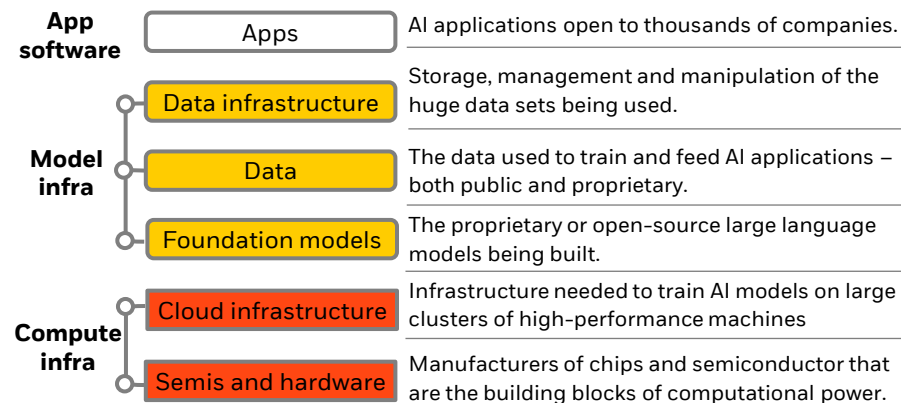 App
software
Apps
AI applications open to thousands of companies.
Data infrastructure
Storage, management and manipulation of the
huge data sets being used.
Model
infra
Data
The data used to train and feed AI applications –
both public and proprietary.
Foundation models
The proprietary or open-source large language
models being built.
Compute
infra
Cloud infrastructure
Infrastructure needed to train AI models on large
clusters of high-performance machines
Semis and hardware
Manufacturers of chips and semiconductor that
are the building blocks of computational power.